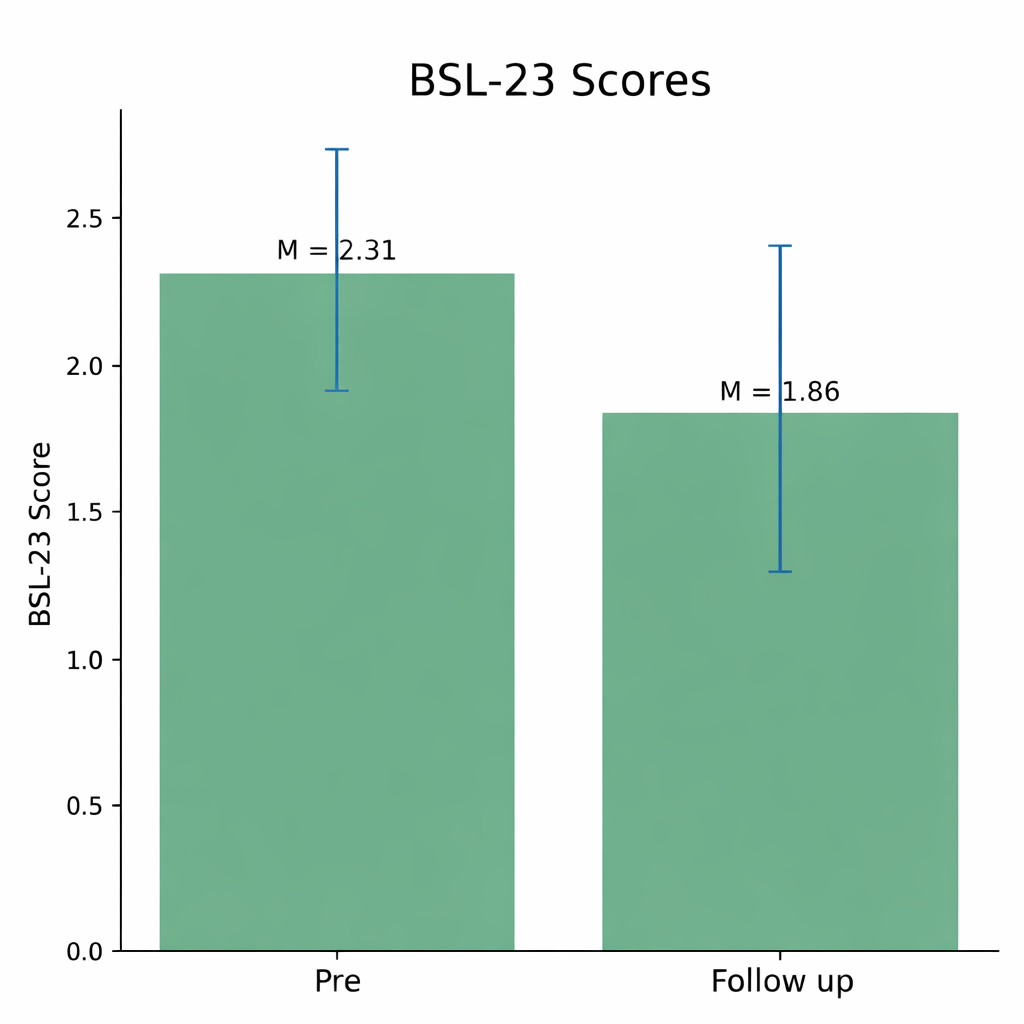 BSL-23 Scores
BSL-23 Score
2.5
2.0
1.5
1.0
0.5
0.0
M = 2.31
M = 1.86
Pre
Follow up